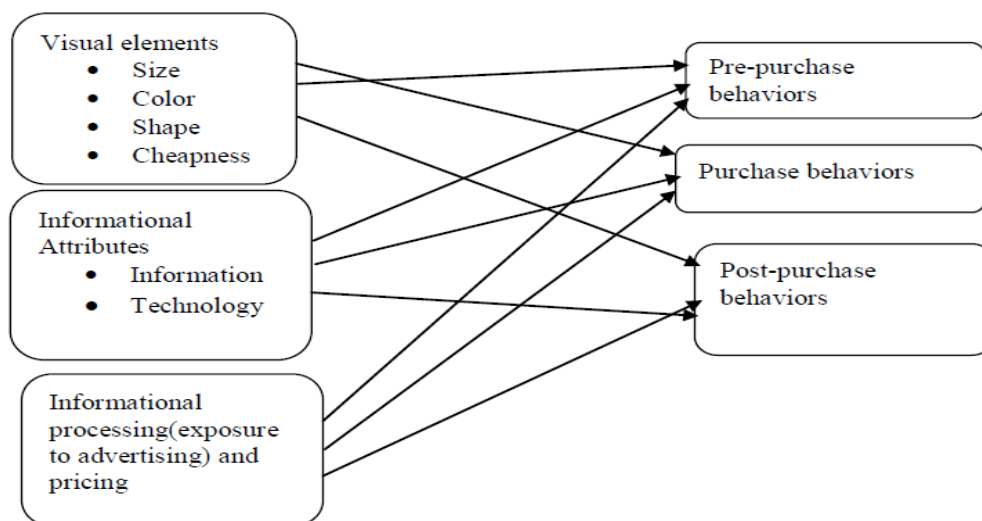 Visual elements
• Size
• Color
• Shape
• Cheapness
Informational
Attributes
• Information
• Technology
Informational
processing(exposure
to advertising) and
pricing
Pre-purchase
behaviors
Purchase behaviors
Post-purchase
behaviors